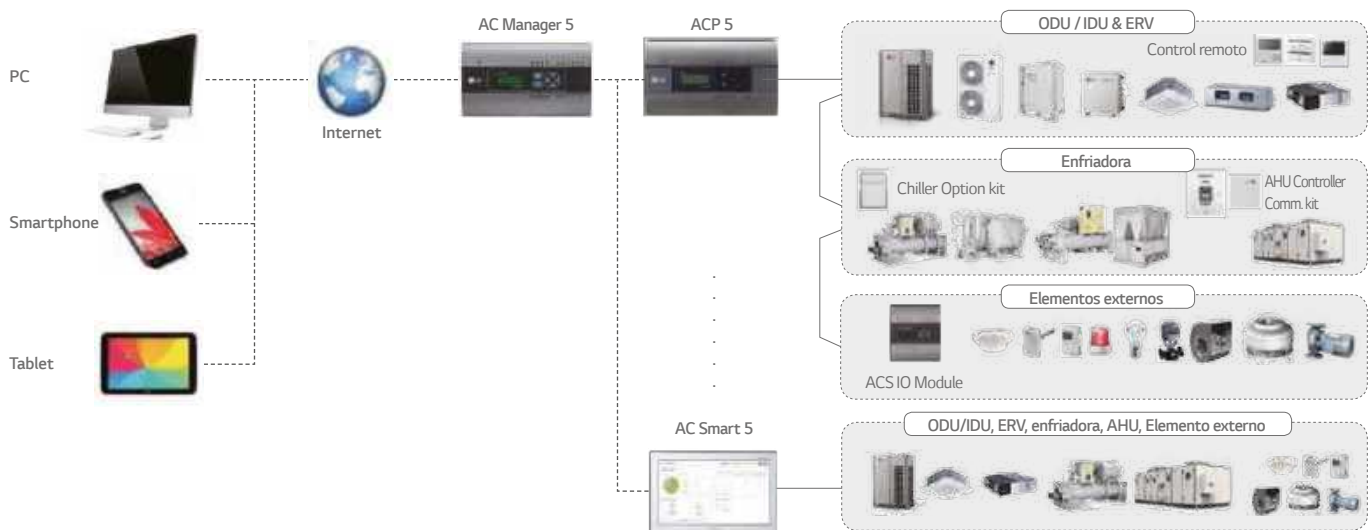 AC Manager 5
ACP 5
ODU / IDU & ERV
Control remoto
PC
Internet
Enfriadora
Chiller Option kit
AHU Controller
Comm. kit
Smartphone
Elementos externos
Tablet
ACS IO Module
AC Smart 5
ODU/IDU, ERV, enfriadora, AHU, Elemento externo